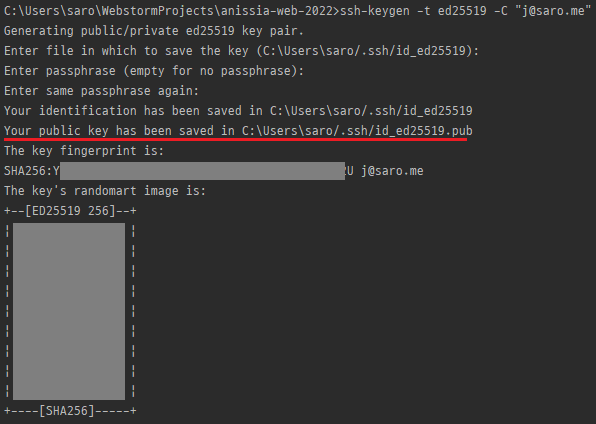 C:\Users\saro\WebstormProjects\anissia-web-2022>ssh-keygen -t ed25519 -C "j@saro.me"
Generating public/private ed25519 key pair.
Enter file in which to save the key (C:\Users\saro/.ssh/id_ed25519):
Enter passphrase (empty for no passphrase):
Enter same passphrase again:
Your identification has been saved in C:\Users\saro/.ssh/id_ed25519
Your public key has been saved in C:\Users\saro/.ssh/id_ed25519.pub
The key fingerprint is:
SHA256:Y U j@saro.me
The key's randomart image is:
+--[ED25519 256]--+
¦ ¦
¦ ¦
¦ ¦
¦ ¦
¦ ¦
¦ ¦
¦ ¦
¦ ¦
¦ ¦
+----[SHA256]-----+